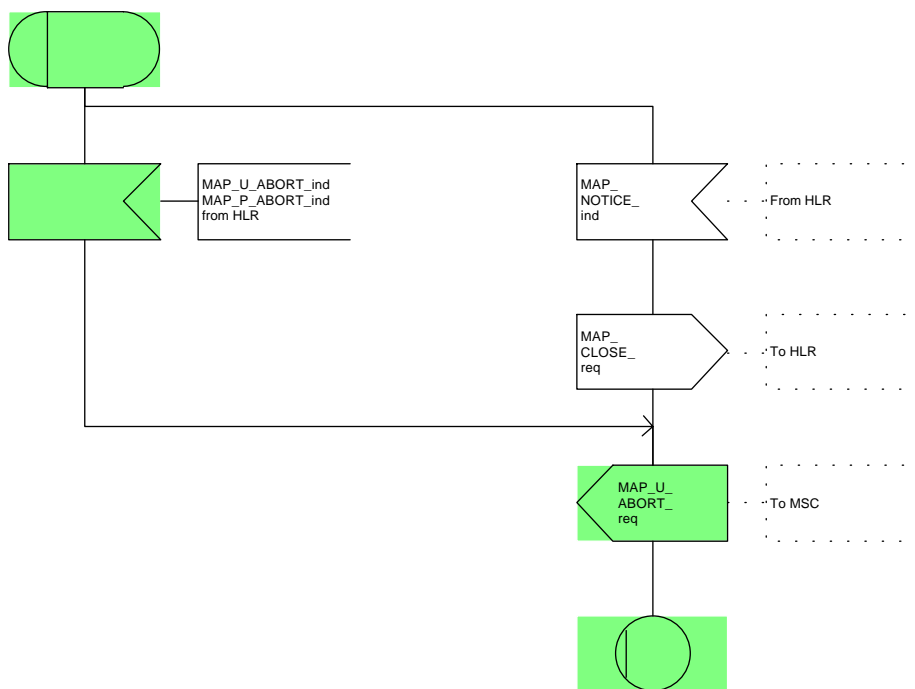 MAP_U_ABORT_ind
MAP_P_ABORT_ind
from HLR
MAP_
NOTICE_
ind
From HLR
MAP_
CLOSE_
req
To HLR
MAP_U_
ABORT_
req
To MSC